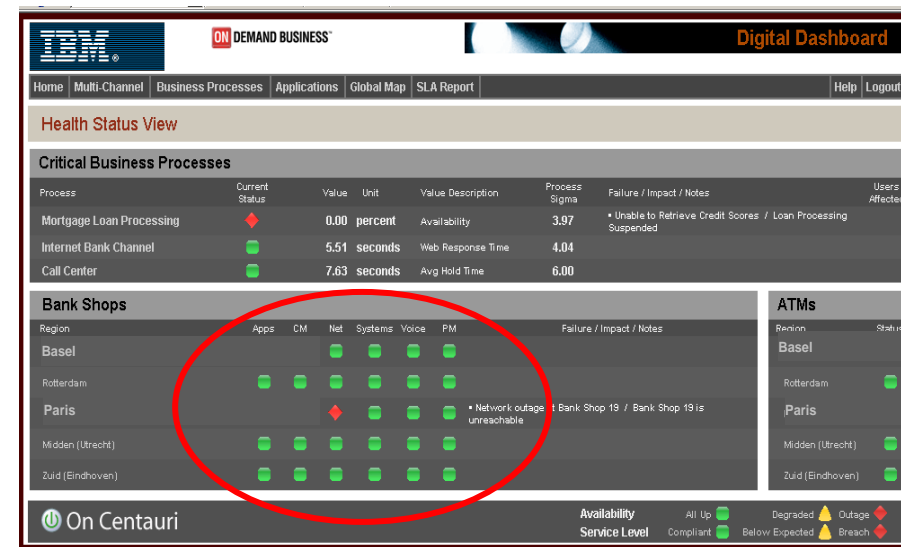 IBM®
ON DEMAND BUSINESS™
Digital Dashboard
Home Multi-Channel Business Processes Applications Global Map SLA Report Help Logout
Health Status View
Critical Business Processes
Process Current Status Value Unit Value Description Process Sigma Failure / Impact / Notes Users Affecte
Mortgage Loan Processing 0.00 percent Availability 3.97 • Unable to Retrieve Credit Scores / Loan Processing
Suspended
Internet Bank Channel 5.51 seconds Web Response Time 4.04
Call Center 7.63 seconds Avg Hold Time 6.00
Bank Shops
Region Apps CM Net Systems Voice PM Failure / Impact / Notes
Basel
Rotterdam
Paris • Network outage t Bank Shop 19 / Bank Shop 19 is
unreachable
Midden (Utrecht)
Zuid (Eindhoven)
ATMs
Region Status
Basel
Rotterdam
Paris
Midden (Utrecht)
Zuid (Eindhoven)
On Centauri
Availability All Up Degraded Outage
Service Level Compliant Below Expected Breach